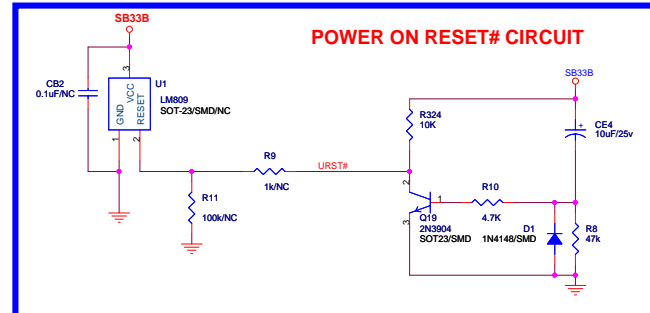 SB33B
POWER ON RESET# CIRCUIT
CB2
0.1uF/NC
3
VCC
GND
RESET
1
2
U1
LM809
SOT-23/SMD/NC
R11
100k/NC
R9
1k/NC
URST#
SB33B
R324
10K
CE4
+
10uF/25v
2
1
3
Q19
2N3904
SOT23/SMD
R10
4.7K
D1
1N4148/SMD
R8
47k